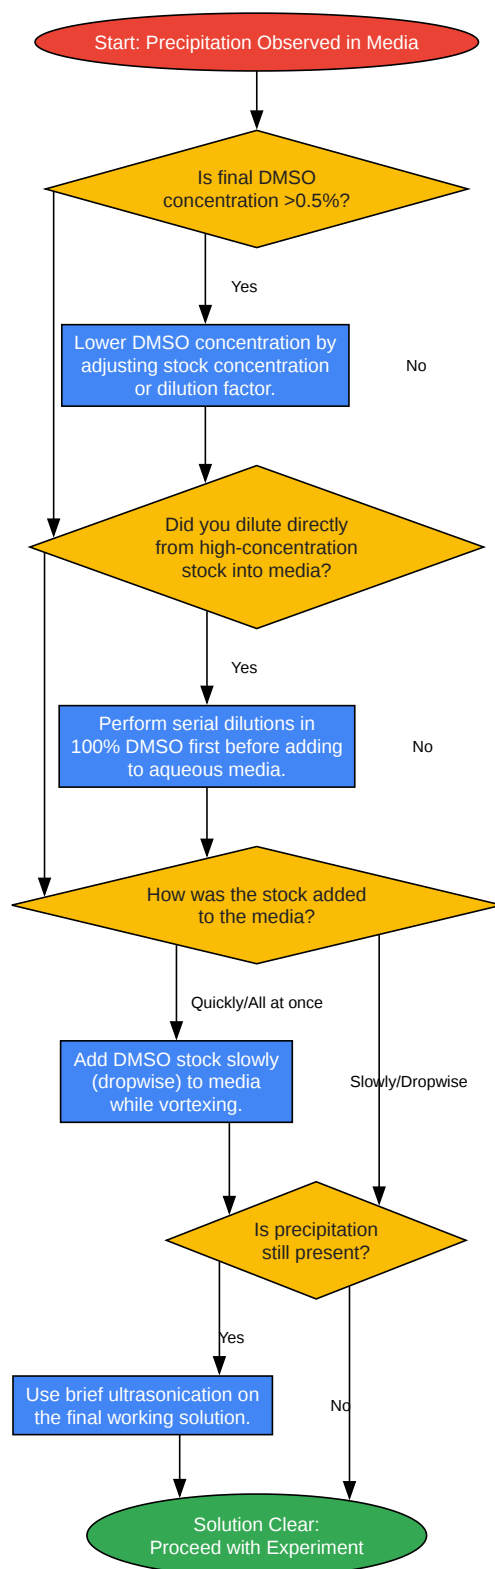 Start: Precipitation Observed in Media
Is final DMSO
concentration >0.5%?
Yes
Lower DMSO concentration by
adjusting stock concentration
or dilution factor.
No
Did you dilute directly
from high-concentration
stock into media?
Yes
Perform serial dilutions in
100% DMSO first before adding
to aqueous media.
No
How was the stock added
to the media?
Quickly/All at once
Add DMSO stock slowly
(dropwise) to media
while vortexing.
Slowly/Dropwise
Is precipitation
still present?
Yes
Use brief ultrasonication on
the final working solution.
No
Solution Clear:
Proceed with Experiment